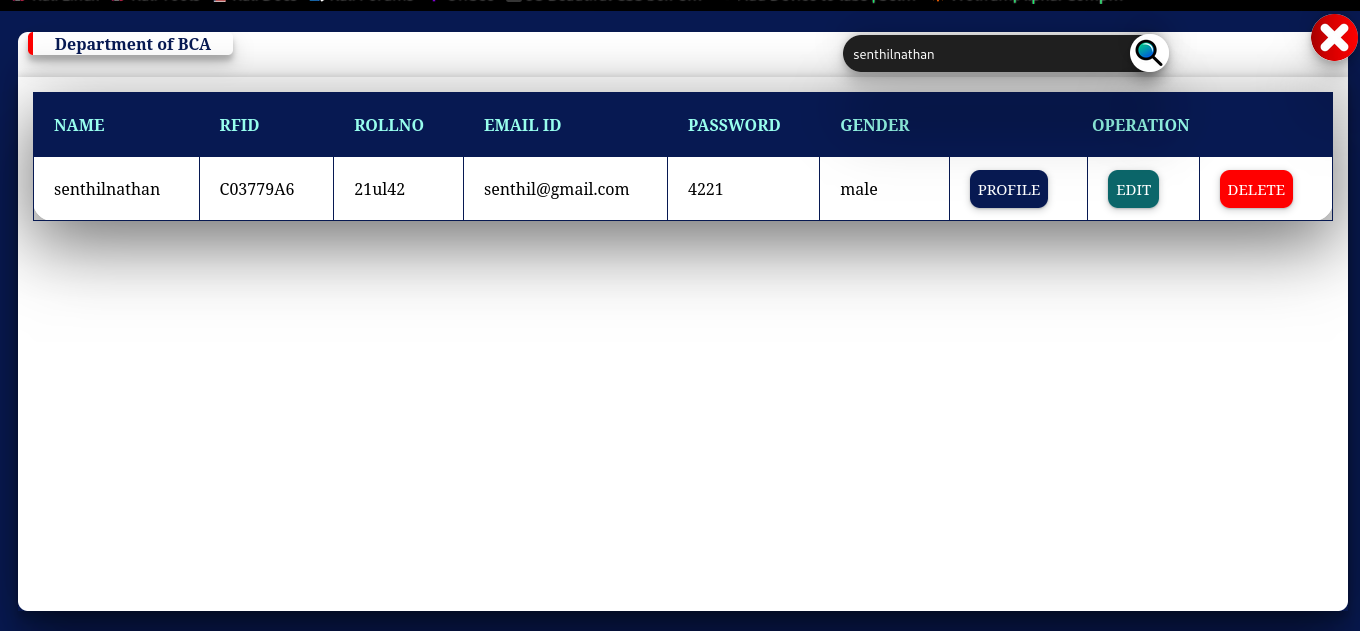 Department of BCA
senthilnathan
NAME RFID ROLLNO EMAIL ID PASSWORD GENDER OPERATION
senthilnathan C03779A6 21ul42 senthil@gmail.com 4221 male PROFILE EDIT DELETE